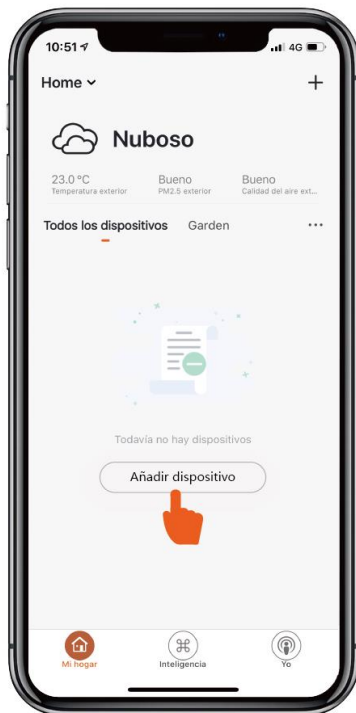 10:51
4G
Home
Nuboso
23.0 °C Bueno Bueno
Temperatura exterior PM2.5 exterior Calidad del aire ext...
Todos los dispositivos Garden
Todavía no hay dispositivos
Añadir dispositivo
Mi hogar Inteligencia Yo